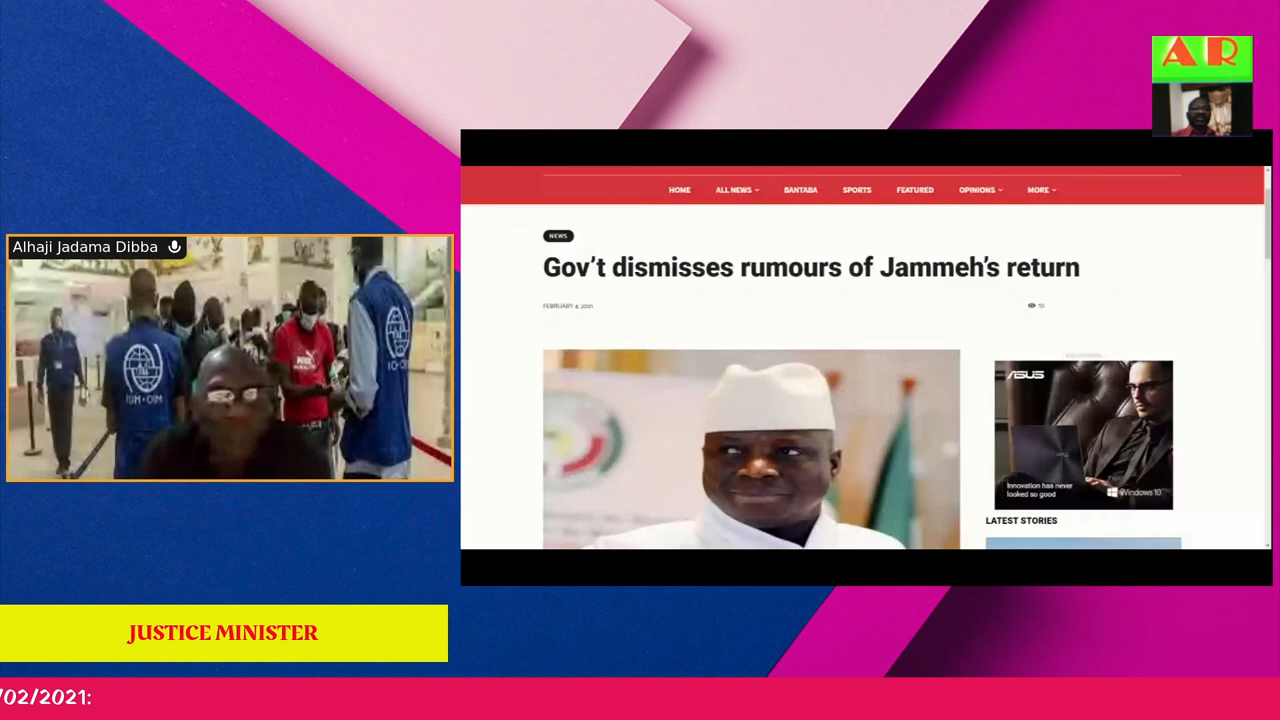 A R
HOME ALL NEWS BANTABA SPORTS FEATURED OPINIONS MORE
NEWS
Gov't dismisses rumours of Jammeh's return
FEBRUARY 4, 2021
Alhaji Jadama Dibba
IOM•OIM
ASUS
Innovation has never
looked so good
Windows 10
LATEST STORIES
JUSTICE MINISTER
/02/2021: